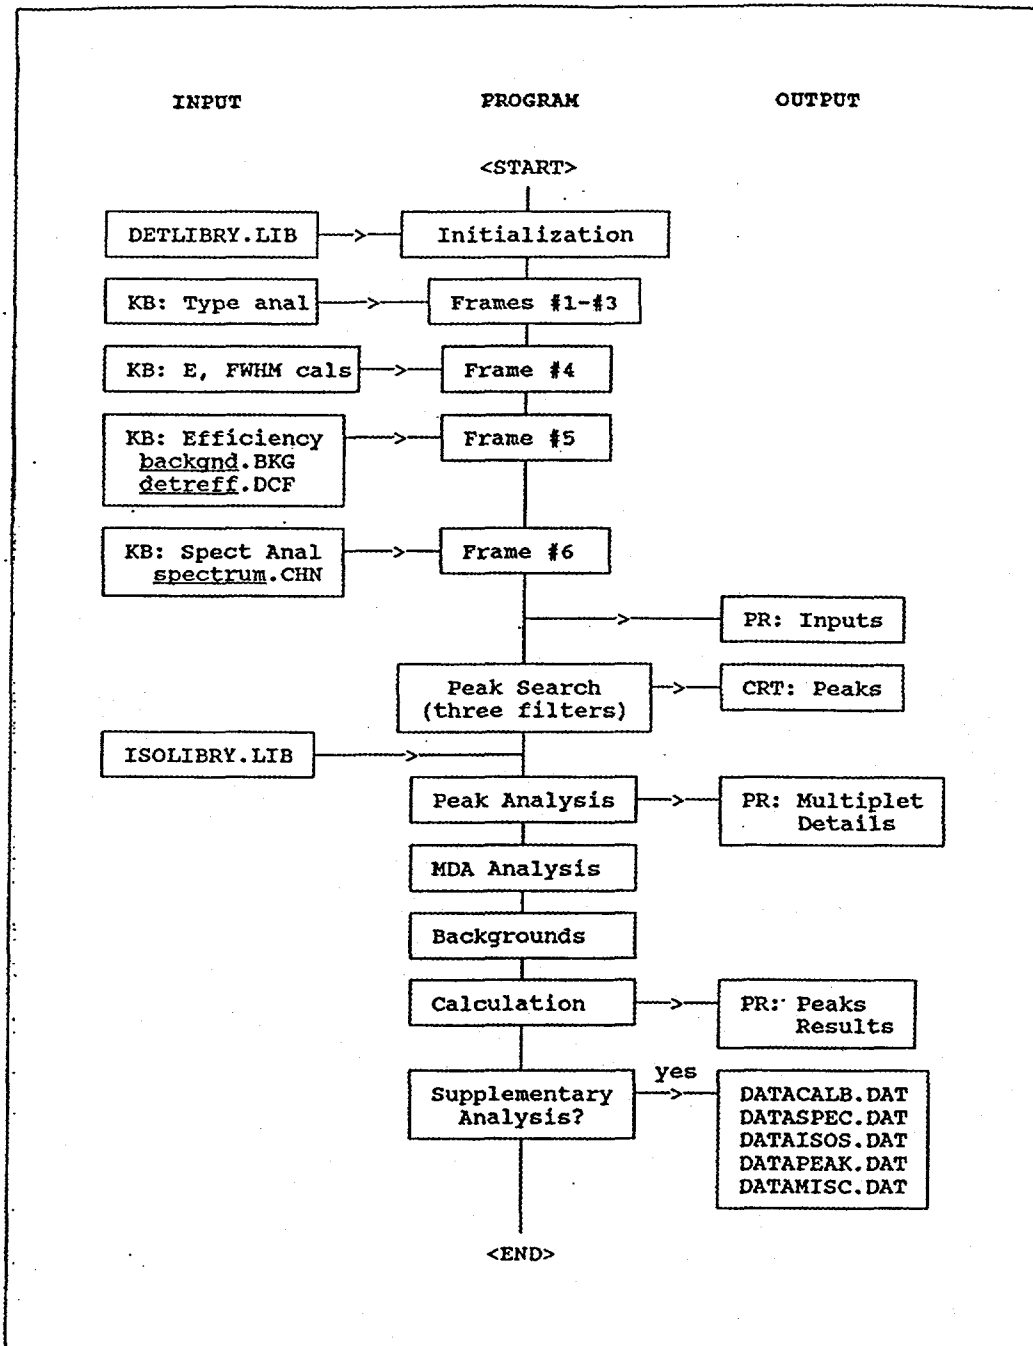 INPUT PROGRAM OUTPUT
<START>
DETLIBRY.LIB Initialization
KB: Type anal Frames #1-#3
KB: E, FWHM cals Frame #4
KB: Efficiency Frame #5
backgnd.BKG
detreff.DCF
KB: Spect Anal Frame #6
spectrum.CHN
PR: Inputs
Peak Search CRT: Peaks
(three filters)
ISOLIBRY.LIB
Peak Analysis PR: Multiplet
Details
MDA Analysis
Backgrounds
Calculation PR: Peaks
Results
yes
Supplementary DATACALB.DAT
Analysis? DATASPEC.DAT
DATAISOS.DAT
DATAPEAK.DAT
DATAMISC.DAT
<END>